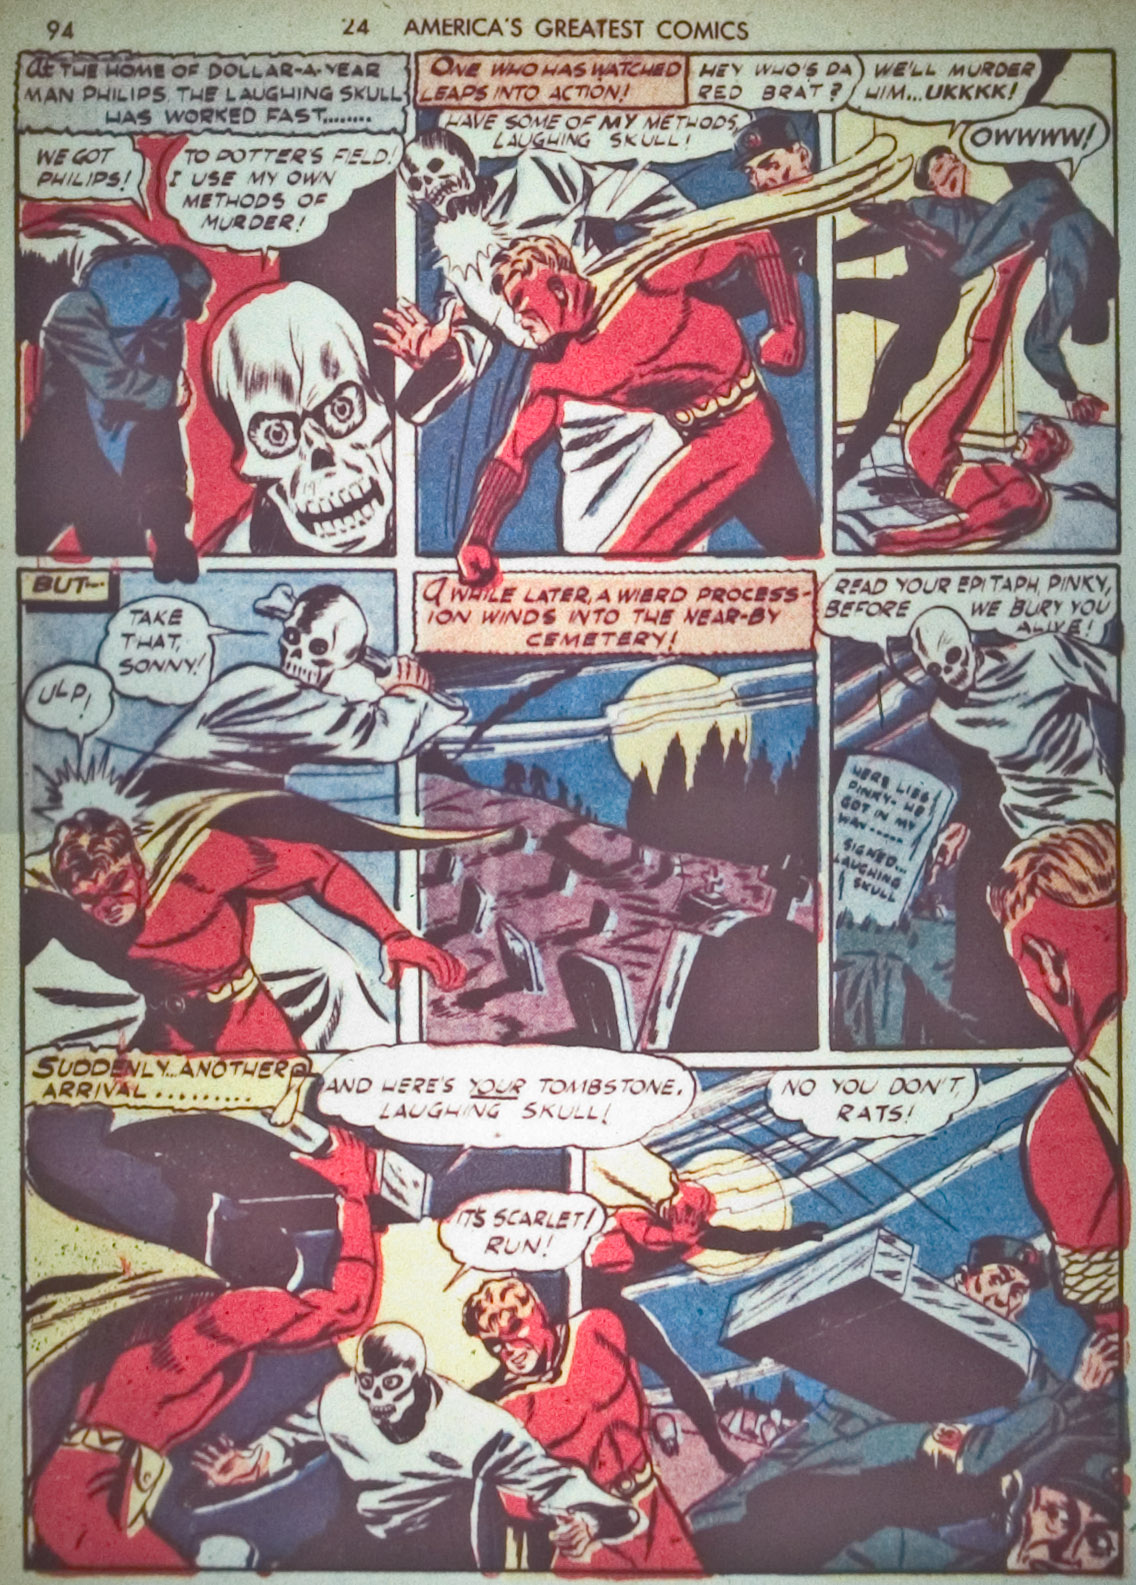 94
24 AMERICA'S GREATEST COMICS
AT THE HOME OF DOLLAR-A-YEAR
MAN PHILIPS, THE LAUGHING SKULL
HAS WORKED FAST........
WE GOT
PHILIPS!
TO POTTER'S FIELD!
I USE MY OWN
METHODS OF
MURDER!
ONE WHO HAS WATCHED
LEAPS INTO ACTION!
HAVE SOME OF MY METHODS,
LAUGHING SKULL!
HEY WHO'S DA
RED BRAT?
WE'LL MURDER
HIM...UKKKK!
OWWWW!
BUT--
TAKE
THAT,
SONNY!
ULP!
A WHILE LATER, A WIERD PROCESS-
ION WINDS INTO THE NEAR-BY
CEMETERY!
READ YOUR EPITAPH, PINKY,
BEFORE WE BURY YOU
ALIVE!
HERE LIES
PINKY- HE
GOT IN MY
WAY.....
SIGNED...
LAUGHING
SKULL
SUDDENLY...ANOTHER
ARRIVAL..........
AND HERE'S YOUR TOMBSTONE,
LAUGHING SKULL!
IT'S SCARLET!
RUN!
NO YOU DON'T,
RATS!